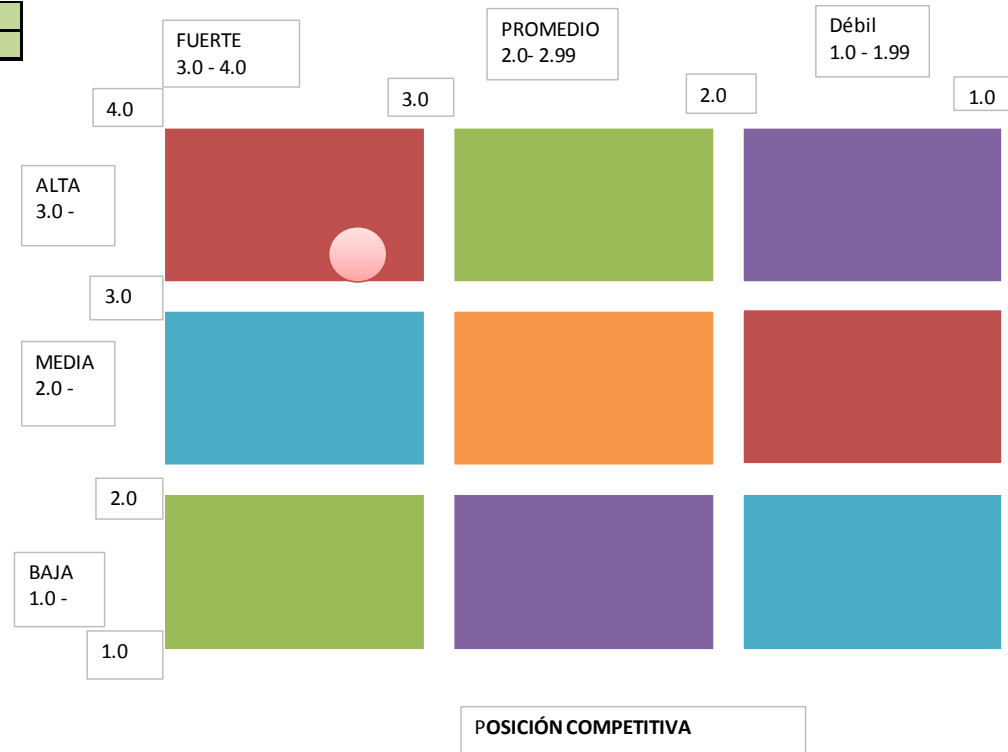 FUERTE
3.0 - 4.0
PROMEDIO
2.0- 2.99
Débil
1.0 - 1.99
4.0
3.0
2.0
1.0
ALTA
3.0 -
3.0
MEDIA
2.0 -
2.0
BAJA
1.0 -
1.0
POSICIÓN COMPETITIVA